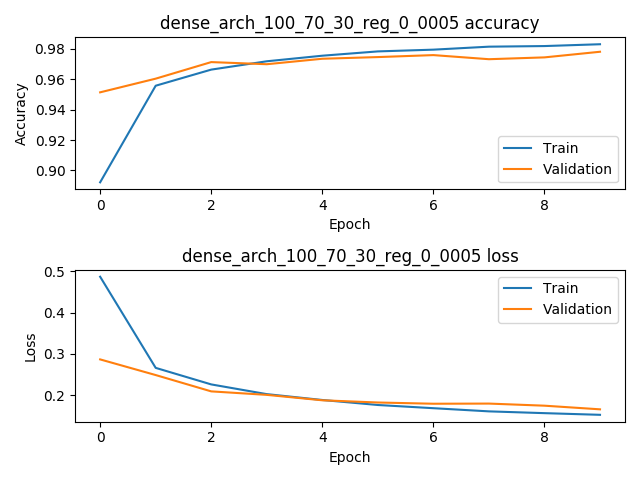 dense_arch_100_70_30_reg_0_0005 accuracy
0.98
0.96
0.94
0.92
0.90
Accuracy
Train
Validation
0 2 4 6 8
Epoch
dense_arch_100_70_30_reg_0_0005 loss
0.5
0.4
0.3
0.2
Loss
Train
Validation
0 2 4 6 8
Epoch